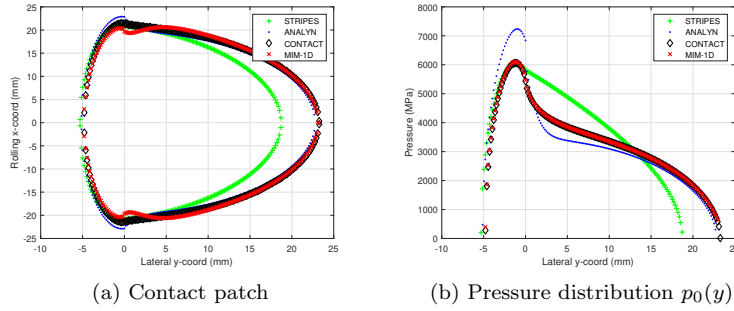 25
20
15
10
5
0
-5
-10
-15
-20
-25
Rolling x-coord (mm)
-10 -5 0 5 10 15 20 25
Lateral y-coord (mm)
STRIPES
ANALYN
CONTACT
MIM-1D
(a) Contact patch
8000
7000
6000
5000
4000
3000
2000
1000
0
Pressure (MPa)
-10 -5 0 5 10 15 20 25
Lateral y-coord (mm)
STRIPES
ANALYN
CONTACT
MIM-1D
(b) Pressure distribution p₀(y)